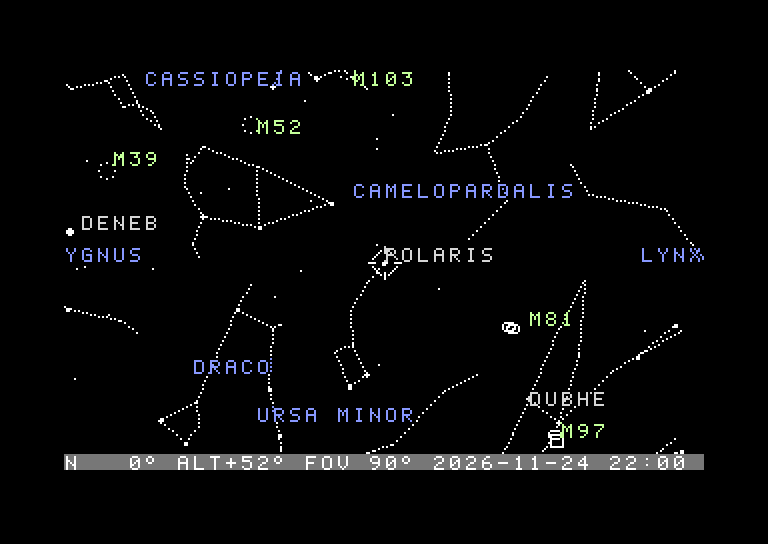 CASSIOPEIA M103
M52
M39
CAMELOPARDALIS
DENEB
YGNUS POLARIS LYNX
M81
DRACO
DUBHE
URSA MINOR
M97
N 0° ALT+52° FOV 90° 2026-11-24 22:00